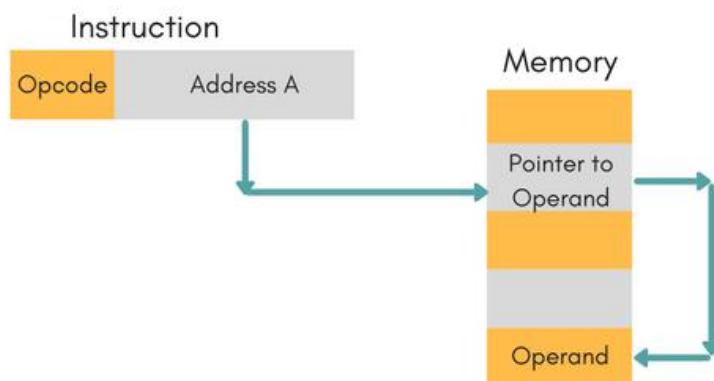 Instruction
Opcode
Address A
Memory
Pointer to
Operand
Operand